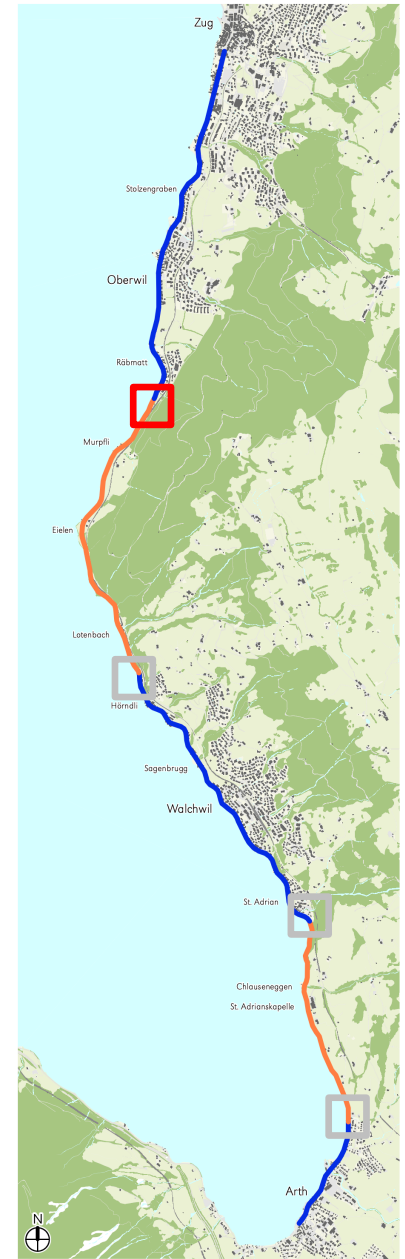 Zug
Stolzengraben
Oberwil
Räbmatt
Murpfli
Eielen
Lotenbach
Hörndli
Sagenbrugg
Walchwil
St. Adrian
Chlauseneggen
St. Adrianskapelle
Arth
N